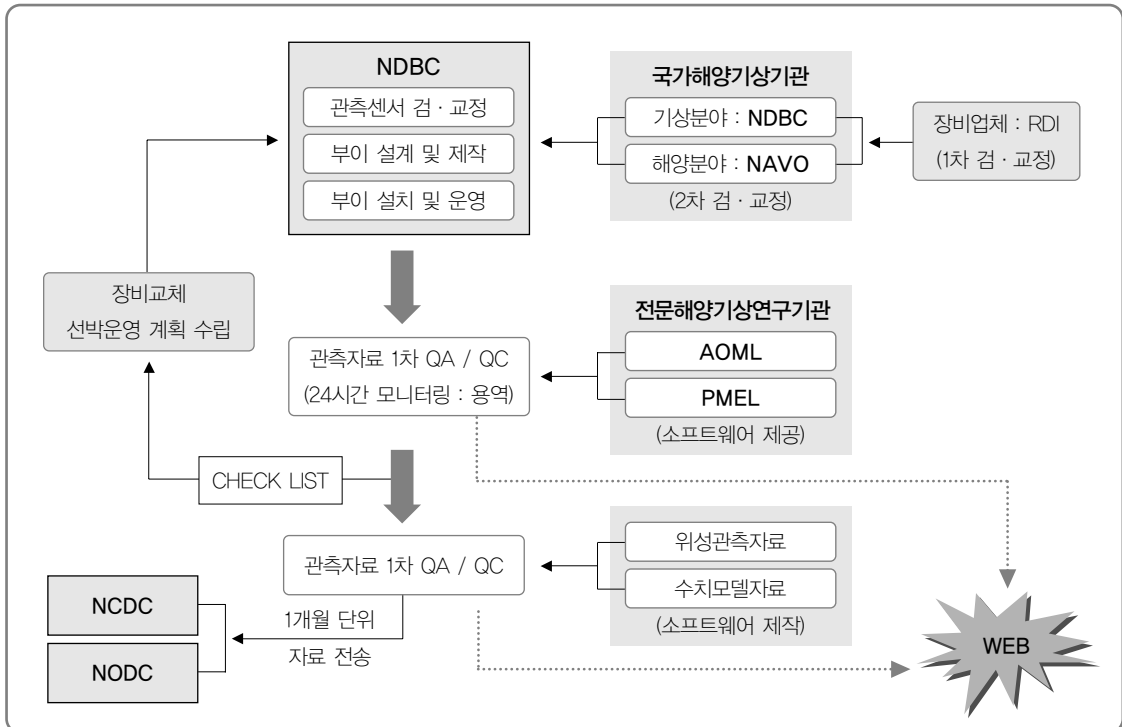 NDBC
관측센서 검 · 교정
부이 설계 및 제작
부이 설치 및 운영
국가해양기상기관
기상분야 : NDBC
해양분야 : NAVO
(2차 검 · 교정)
장비업체 : RDI
(1차 검 · 교정)
장비교체
선박운영 계획 수립
관측자료 1차 QA / QC
(24시간 모니터링 : 용역)
전문해양기상연구기관
AOML
PMEL
(소프트웨어 제공)
CHECK LIST
관측자료 1차 QA / QC
위성관측자료
수치모델자료
(소프트웨어 제작)
NCDC
NODC
1개월 단위
자료 전송
WEB